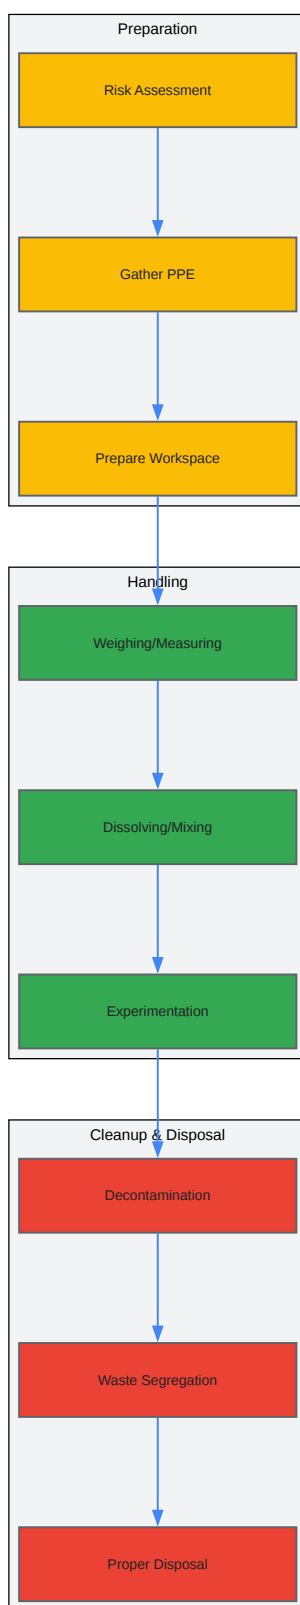 Preparation
Risk Assessment
Gather PPE
Prepare Workspace
Handling
Weighing/Measuring
Dissolving/Mixing
Experimentation
Cleanup & Disposal
Decontamination
Waste Segregation
Proper Disposal